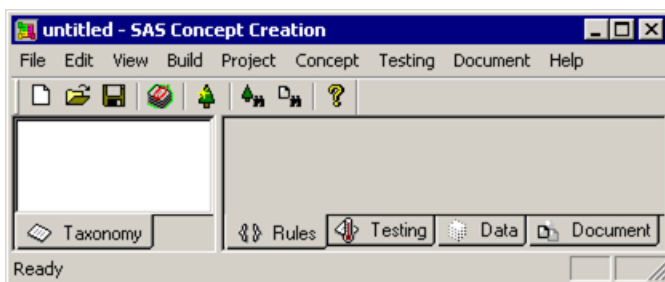 untitled - SAS Concept Creation
File Edit View Build Project Concept Testing Document Help
Taxonomy Rules Testing Data Document
Ready